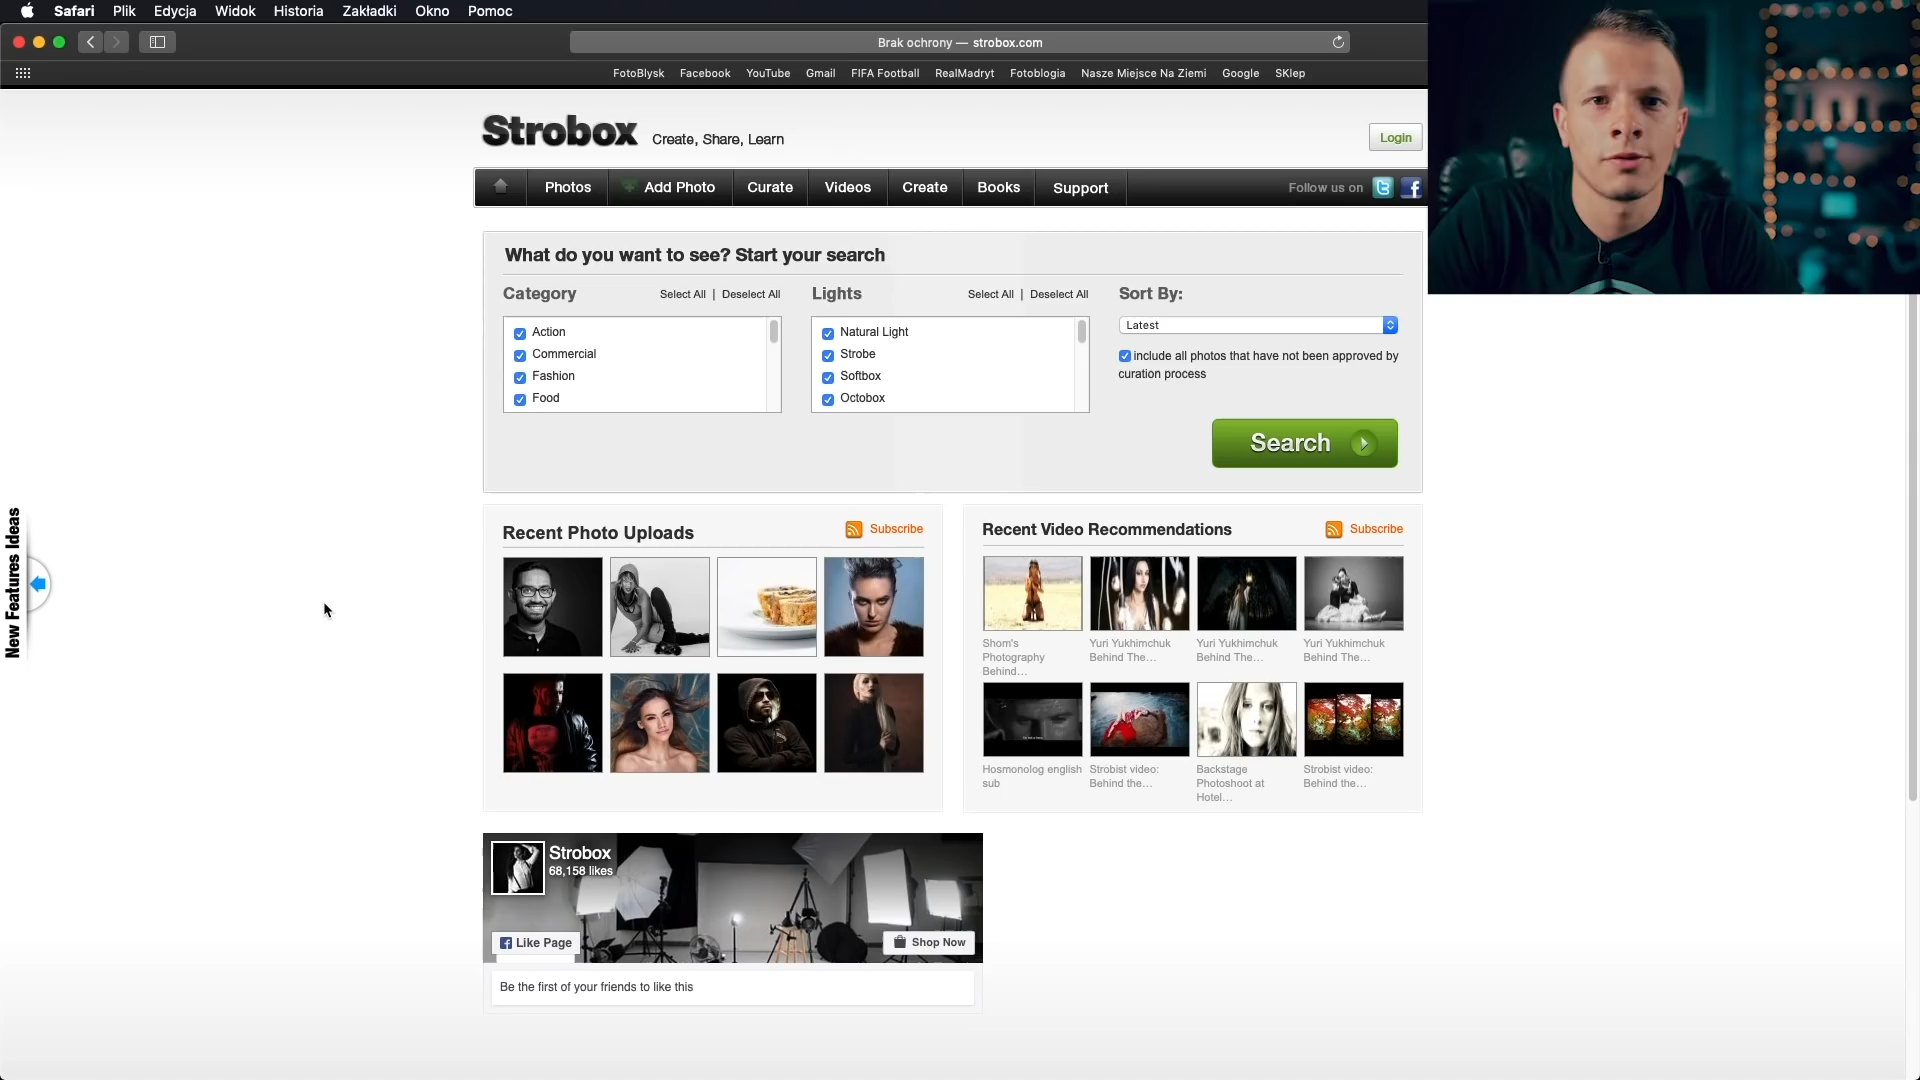 Safari Plik Edycja Widok Historia Zakładki Okno Pomoc
Brak ochrony — strobox.com
FotoBlysk Facebook YouTube Gmail FIFA Football RealMadryt Fotoblogia Nasze Miejsce Na Ziemi Google SKlep
Strobox Create, Share, Learn
Login
Photos Add Photo Curate Videos Create Books Support Follow us on
What do you want to see? Start your search
Category Select All | Deselect All
Action
Commercial
Fashion
Food
Lights Select All | Deselect All
Natural Light
Strobe
Softbox
Octobox
Sort By:
Latest
include all photos that have not been approved by
curation process
Search
New Features Ideas
Recent Photo Uploads Subscribe
Recent Video Recommendations Subscribe
Shom's
Photography
Behind...
Yuri Yukhimchuk
Behind The...
Yuri Yukhimchuk
Behind The...
Yuri Yukhimchuk
Behind The...
Hosmonolog english
sub
Strobist video:
Behind the...
Backstage
Photoshoot at
Hotel...
Strobist video:
Behind the...
Strobox
68,158 likes
Like Page
Shop Now
Be the first of your friends to like this